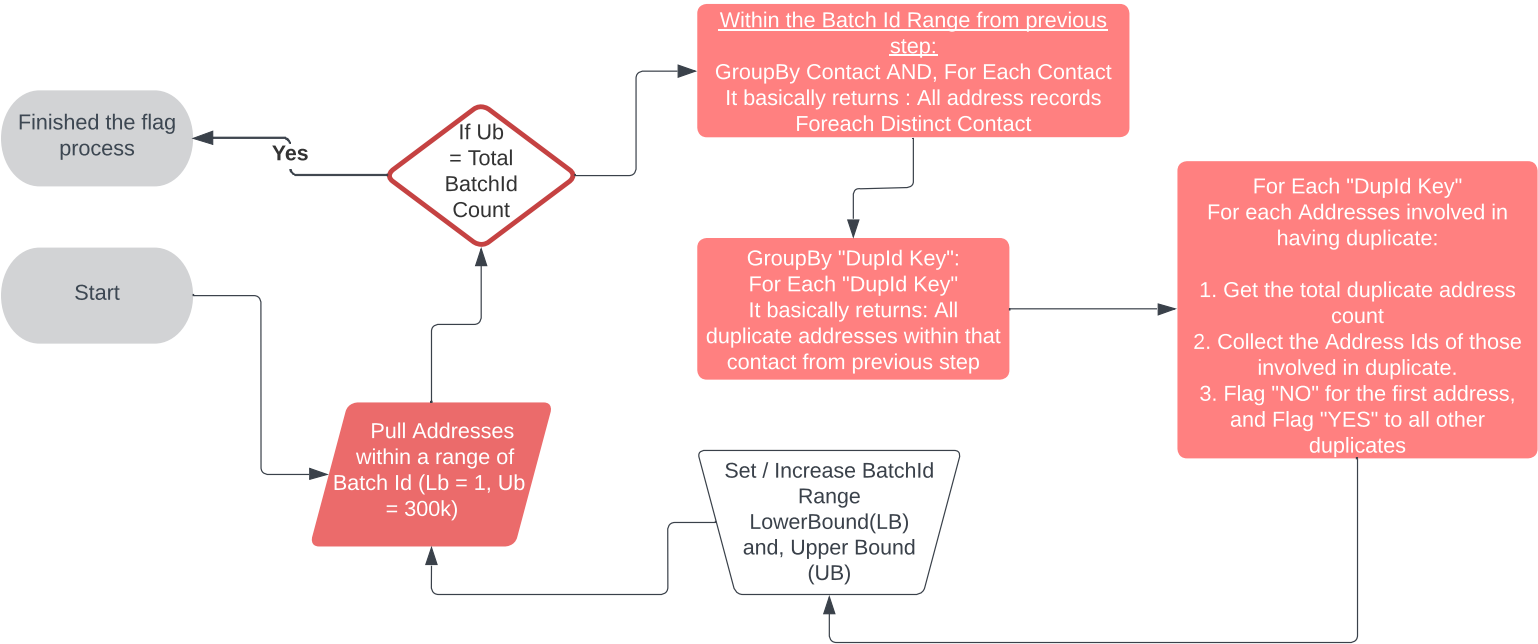 Within the Batch Id Range from previous
step:
GroupBy Contact AND, For Each Contact
It basically returns : All address records
Foreach Distinct Contact
Finished the flag
process
Yes
If Ub
= Total
BatchId
Count
For Each "DupId Key"
For each Addresses involved in
having duplicate:
1. Get the total duplicate address
count
2. Collect the Address Ids of those
involved in duplicate.
3. Flag "NO" for the first address,
and Flag "YES" to all other
duplicates
GroupBy "DupId Key":
For Each "DupId Key"
It basically returns: All
duplicate addresses within that
contact from previous step
Start
Pull Addresses
within a range of
Batch Id (Lb = 1, Ub
= 300k)
Set / Increase BatchId
Range
LowerBound(LB)
and, Upper Bound
(UB)